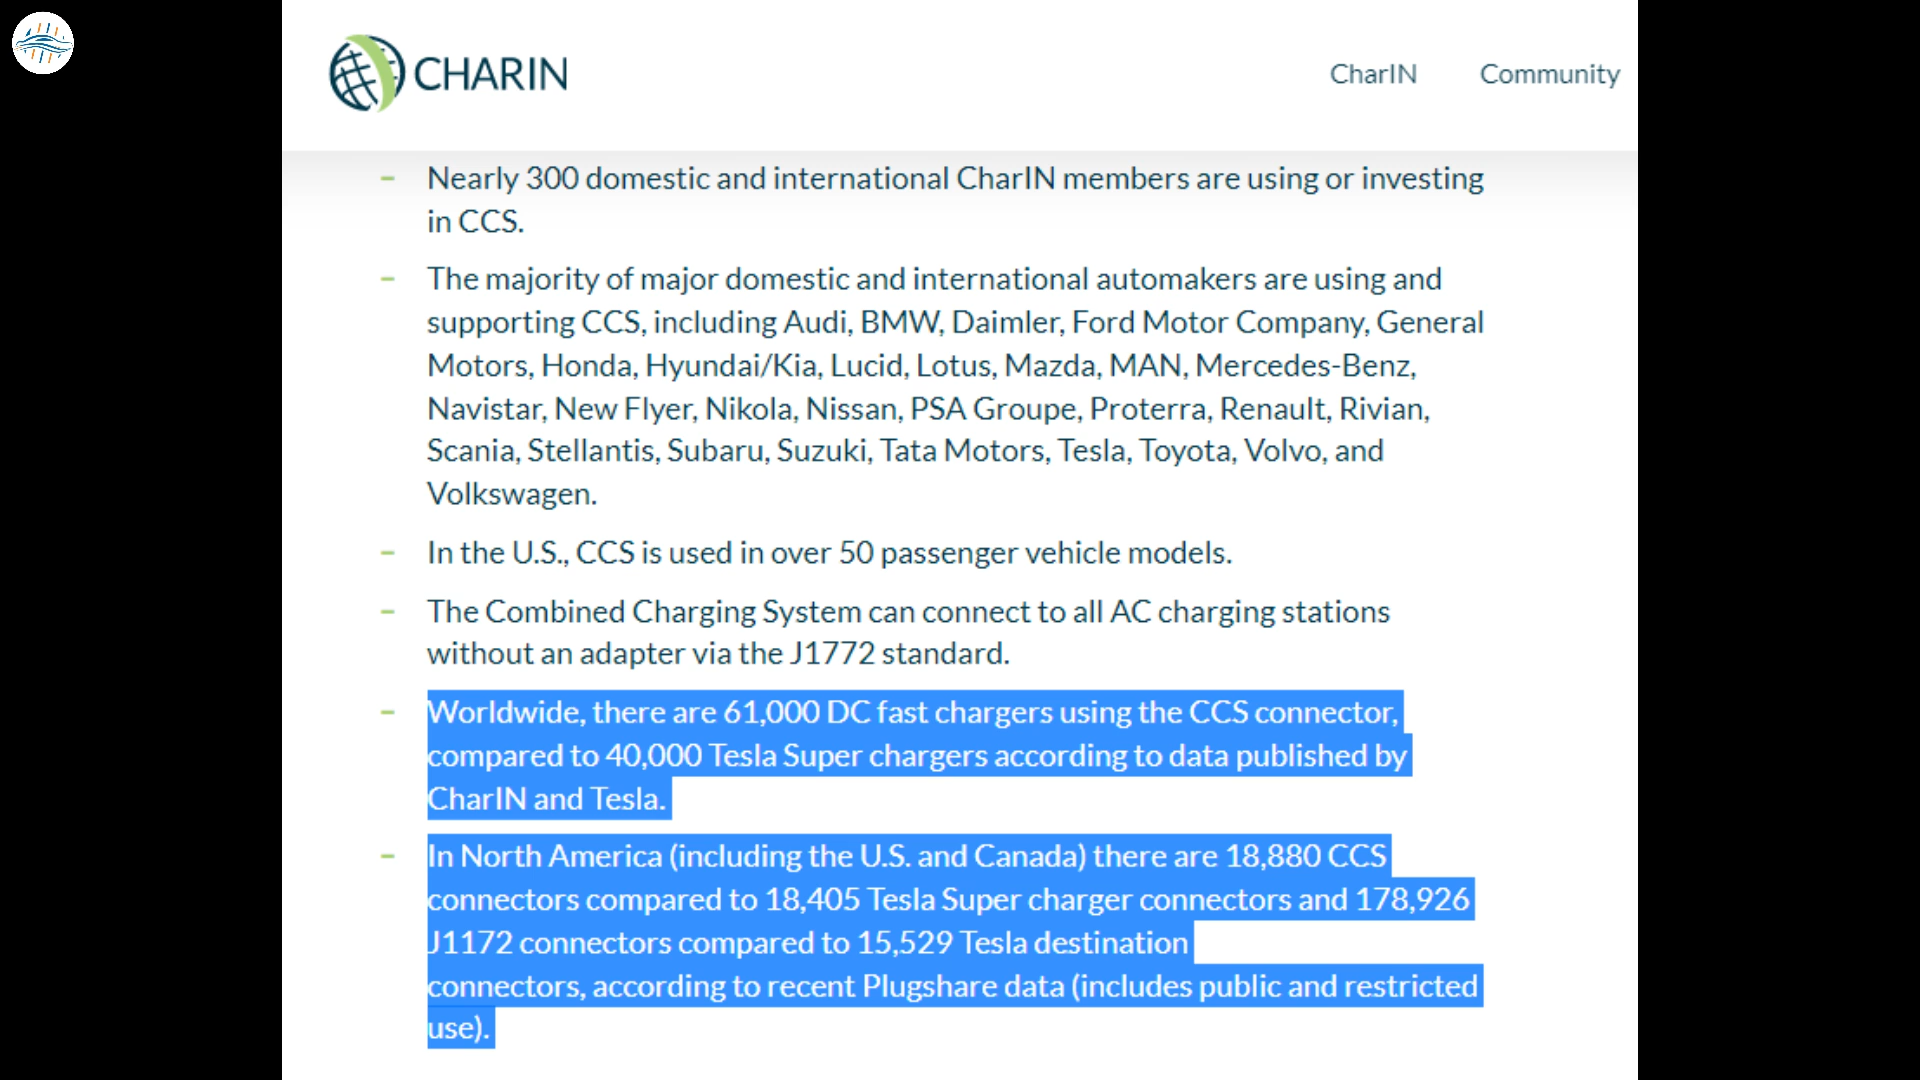 CHARIN
CharIN
Community
– Nearly 300 domestic and international CharIN members are using or investing
in CCS.
– The majority of major domestic and international automakers are using and
supporting CCS, including Audi, BMW, Daimler, Ford Motor Company, General
Motors, Honda, Hyundai/Kia, Lucid, Lotus, Mazda, MAN, Mercedes-Benz,
Navistar, New Flyer, Nikola, Nissan, PSA Groupe, Proterra, Renault, Rivian,
Scania, Stellantis, Subaru, Suzuki, Tata Motors, Tesla, Toyota, Volvo, and
Volkswagen.
– In the U.S., CCS is used in over 50 passenger vehicle models.
– The Combined Charging System can connect to all AC charging stations
without an adapter via the J1772 standard.
– Worldwide, there are 61,000 DC fast chargers using the CCS connector,
compared to 40,000 Tesla Super chargers according to data published by
CharIN and Tesla.
– In North America (including the U.S. and Canada) there are 18,880 CCS
connectors compared to 18,405 Tesla Super charger connectors and 178,926
J1172 connectors compared to 15,529 Tesla destination
connectors, according to recent Plugshare data (includes public and restricted
use).